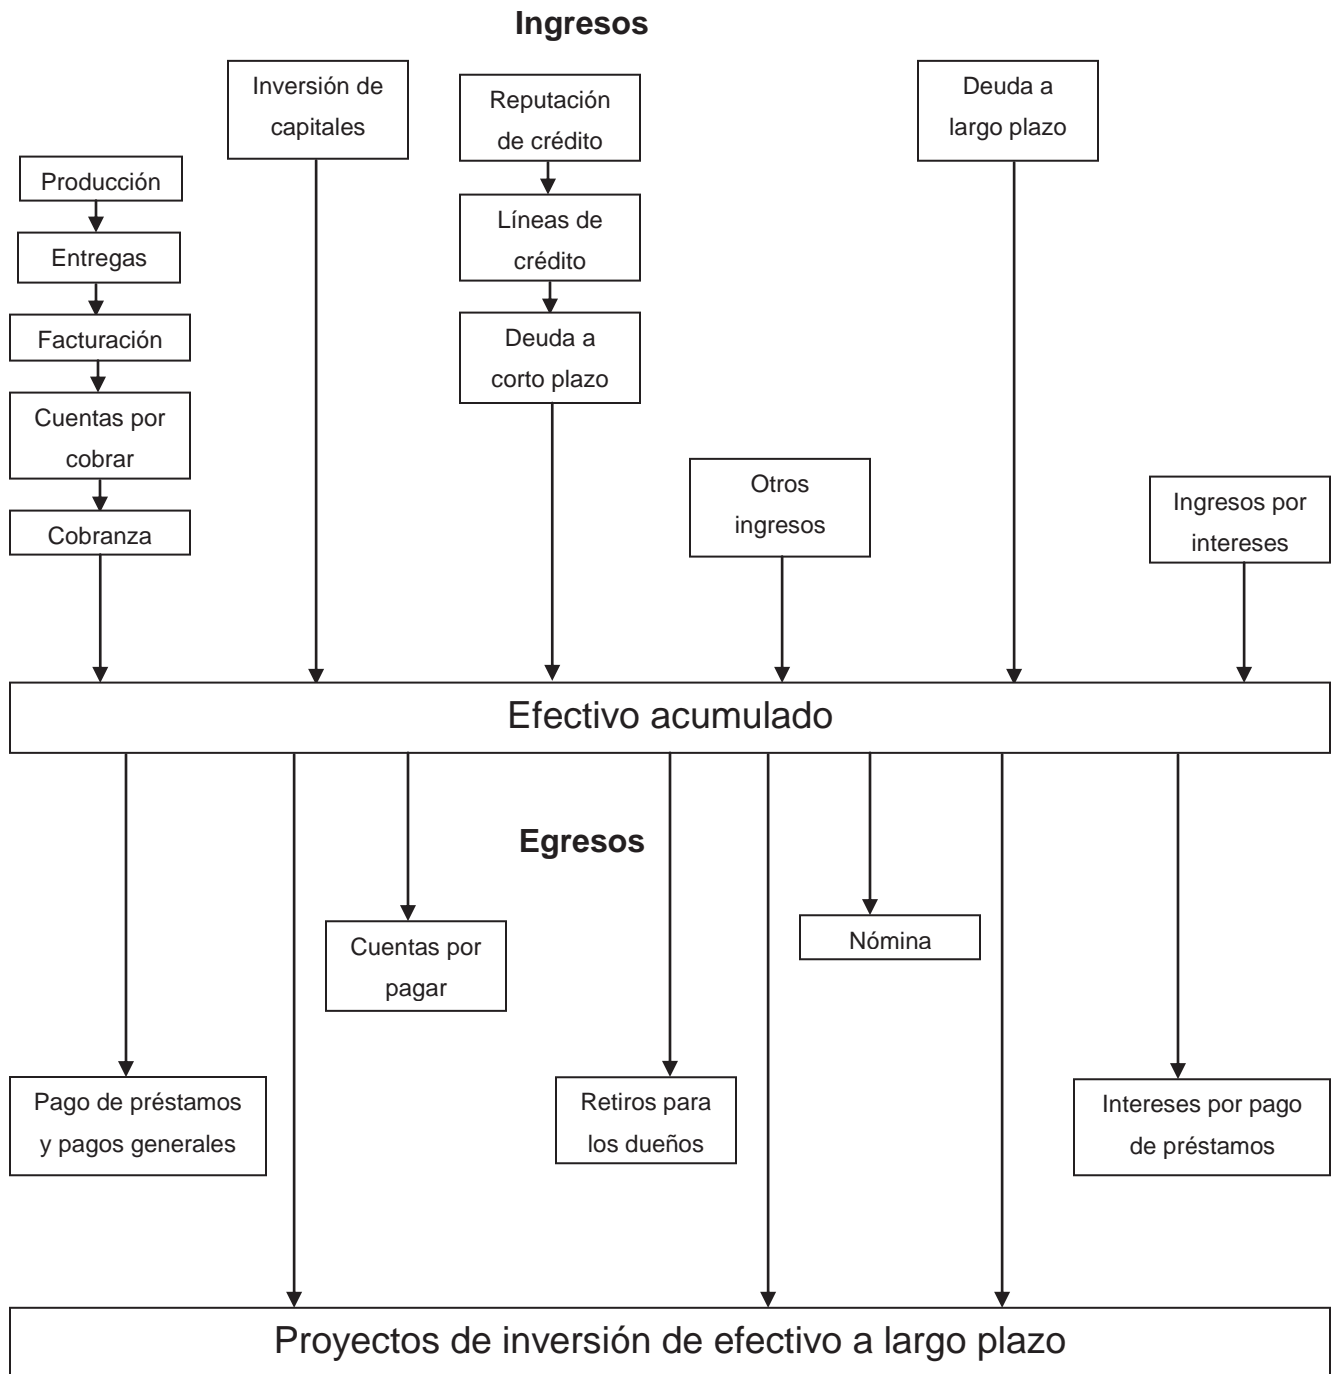 Ingresos
Inversión de
capitales
Reputación
de crédito
Deuda a
largo plazo
Producción
Líneas de
crédito
Entregas
Facturación
Deuda a
corto plazo
Cuentas por
cobrar
Otros
ingresos
Ingresos por
intereses
Cobranza
Efectivo acumulado
Egresos
Cuentas por
pagar
Nómina
Pago de préstamos
y pagos generales
Retiros para
los dueños
Intereses por pago
de préstamos
Proyectos de inversión de efectivo a largo plazo